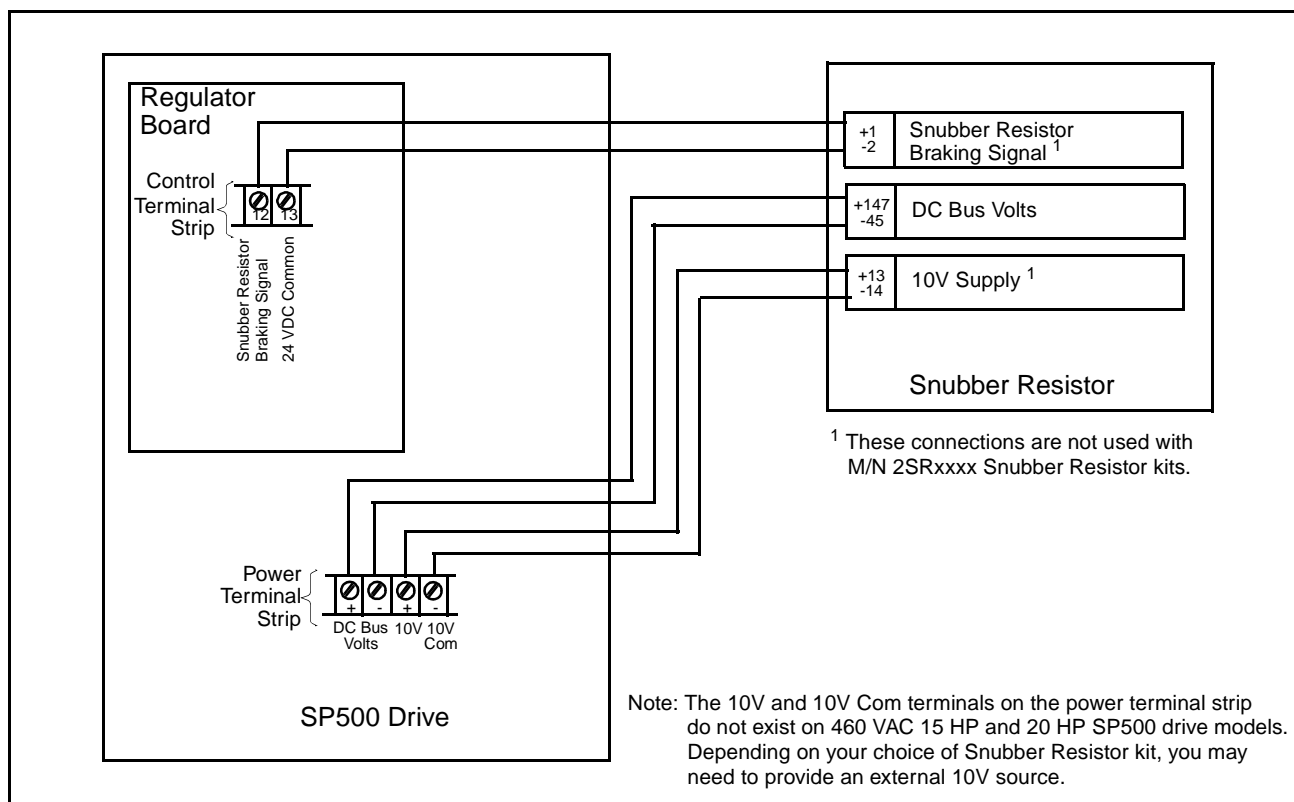 Regulator
Board
Control
Terminal
Strip
12 13
Snubber Resistor
Braking Signal
24 VDC Common
+1
-2
Snubber Resistor
Braking Signal 1
+147
-45
DC Bus Volts
+13
-14
10V Supply 1
Snubber Resistor
1 These connections are not used with
M/N 2SRxxxx Snubber Resistor kits.
Power
Terminal
Strip
+ - + -
DC Bus 10V 10V
Volts Com
SP500 Drive
Note: The 10V and 10V Com terminals on the power terminal strip
do not exist on 460 VAC 15 HP and 20 HP SP500 drive models.
Depending on your choice of Snubber Resistor kit, you may
need to provide an external 10V source.